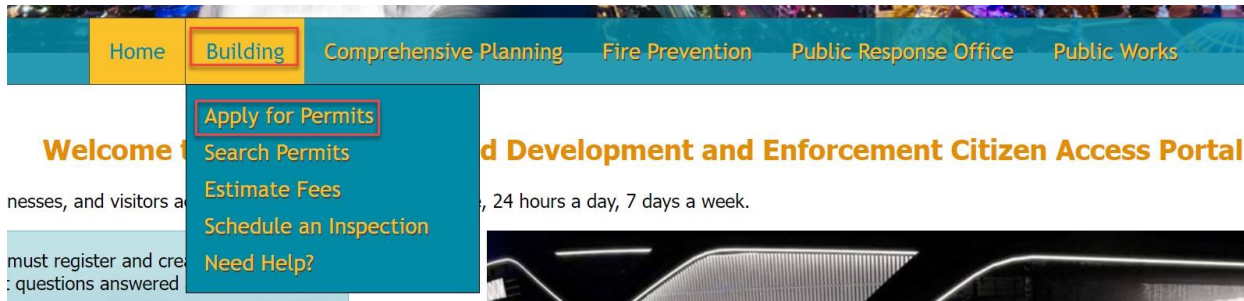 Home Building Comprehensive Planning Fire Prevention Public Response Office Public Works
Apply for Permits
Welcome d Development and Enforcement Citizen Access Portal
Search Permits
Estimate Fees
nesses, and visitors , 24 hours a day, 7 days a week.
Schedule an Inspection
must register and
Need Help?
questions answered